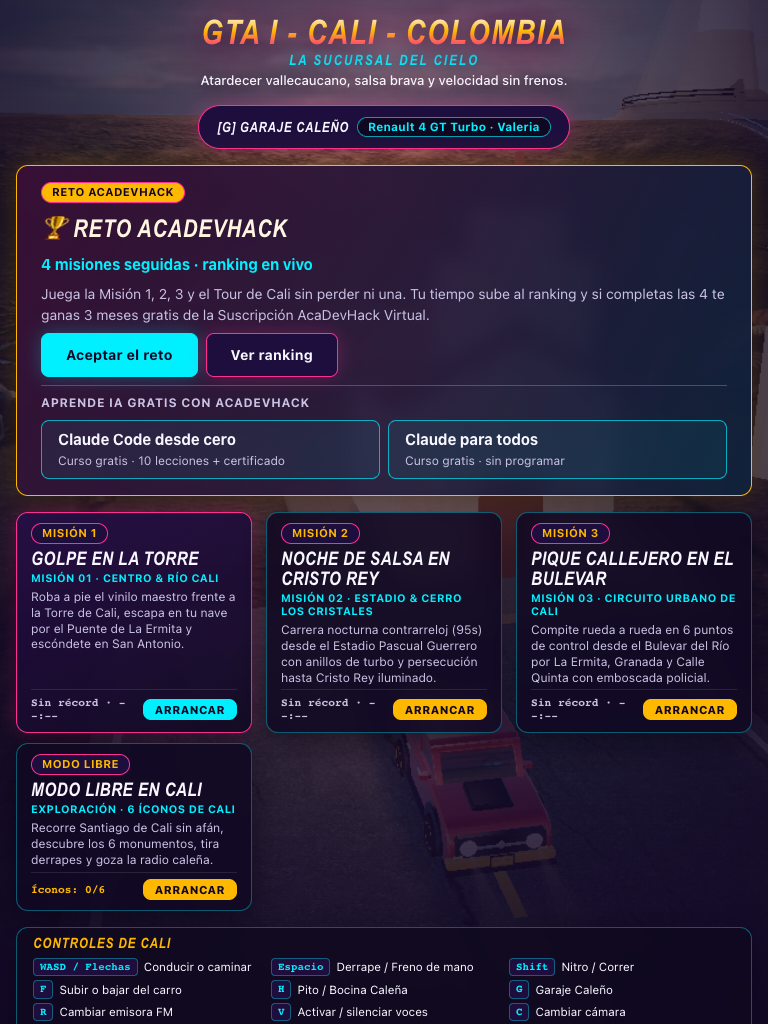 GTA I - CALI - COLOMBIA
LA SUCURSAL DEL CIELO
Atardecer vallecaucano, salsa brava y velocidad sin frenos.
[G] GARAJE CALEÑO Renault 4 GT Turbo · Valeria
RETO ACADEVHACK
🏆 RETO ACADEVHACK
4 misiones seguidas · ranking en vivo
Juega la Misión 1, 2, 3 y el Tour de Cali sin perder ni una. Tu tiempo sube al ranking y si completas las 4 te
ganas 3 meses gratis de la Suscripción AcaDevHack Virtual.
Aceptar el reto Ver ranking
APRENDE IA GRATIS CON ACADEVHACK
Claude Code desde cero
Curso gratis · 10 lecciones + certificado
Claude para todos
Curso gratis · sin programar
MISIÓN 1
GOLPE EN LA TORRE
MISIÓN 01 · CENTRO & RÍO CALI
Roba a pie el vinilo maestro frente a
la Torre de Cali, escapa en tu nave
por el Puente de La Ermita y
escóndete en San Antonio.
Sin récord · -
-:--
ARRANCAR
MISIÓN 2
NOCHE DE SALSA EN
CRISTO REY
MISIÓN 02 · ESTADIO & CERRO
LOS CRISTALES
Carrera nocturna contrarreloj (95s)
desde el Estadio Pascual Guerrero
con anillos de turbo y persecución
hasta Cristo Rey iluminado.
Sin récord · -
-:--
ARRANCAR
MISIÓN 3
PIQUE CALLEJERO EN EL
BULEVAR
MISIÓN 03 · CIRCUITO URBANO DE
CALI
Compite rueda a rueda en 6 puntos
de control desde el Bulevar del Río
por La Ermita, Granada y Calle
Quinta con emboscada policial.
Sin récord · -
-:--
ARRANCAR
MODO LIBRE
MODO LIBRE EN CALI
EXPLORACIÓN · 6 ÍCONOS DE CALI
Recorre Santiago de Cali sin afán,
descubre los 6 monumentos, tira
derrapes y goza la radio caleña.
Íconos: 0/6
ARRANCAR
CONTROLES DE CALI
WASD / Flechas Conducir o caminar Espacio Derrape / Freno de mano Shift Nitro / Correr
F Subir o bajar del carro H Pito / Bocina Caleña G Garaje Caleño
R Cambiar emisora FM V Activar / silenciar voces C Cambiar cámara